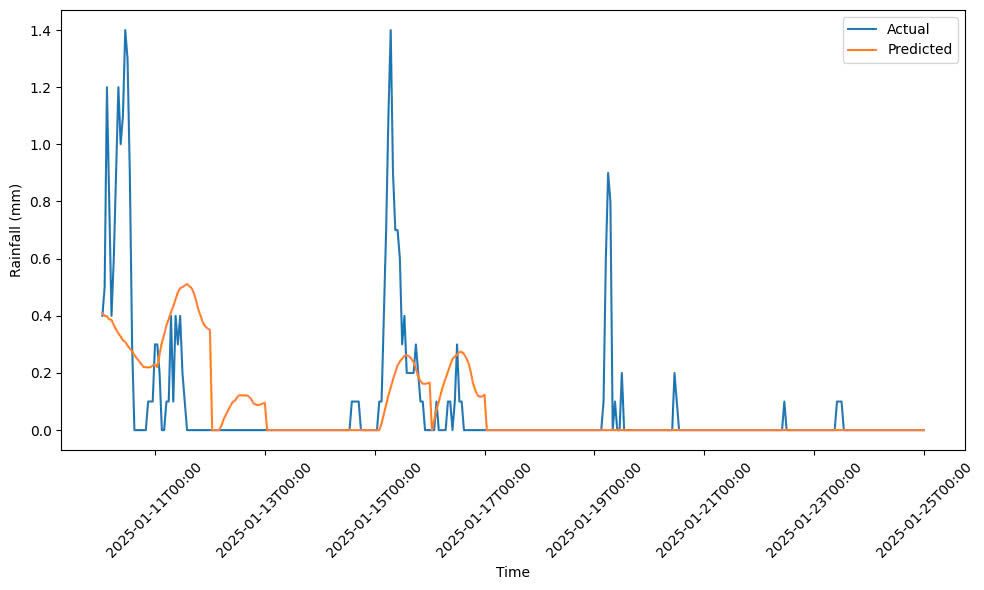 Actual
Predicted
Rainfall (mm)
1.4
1.2
1.0
0.8
0.6
0.4
0.2
0.0
2025-01-11T00:00
2025-01-13T00:00
2025-01-15T00:00
2025-01-17T00:00
2025-01-19T00:00
2025-01-21T00:00
2025-01-23T00:00
2025-01-25T00:00
Time